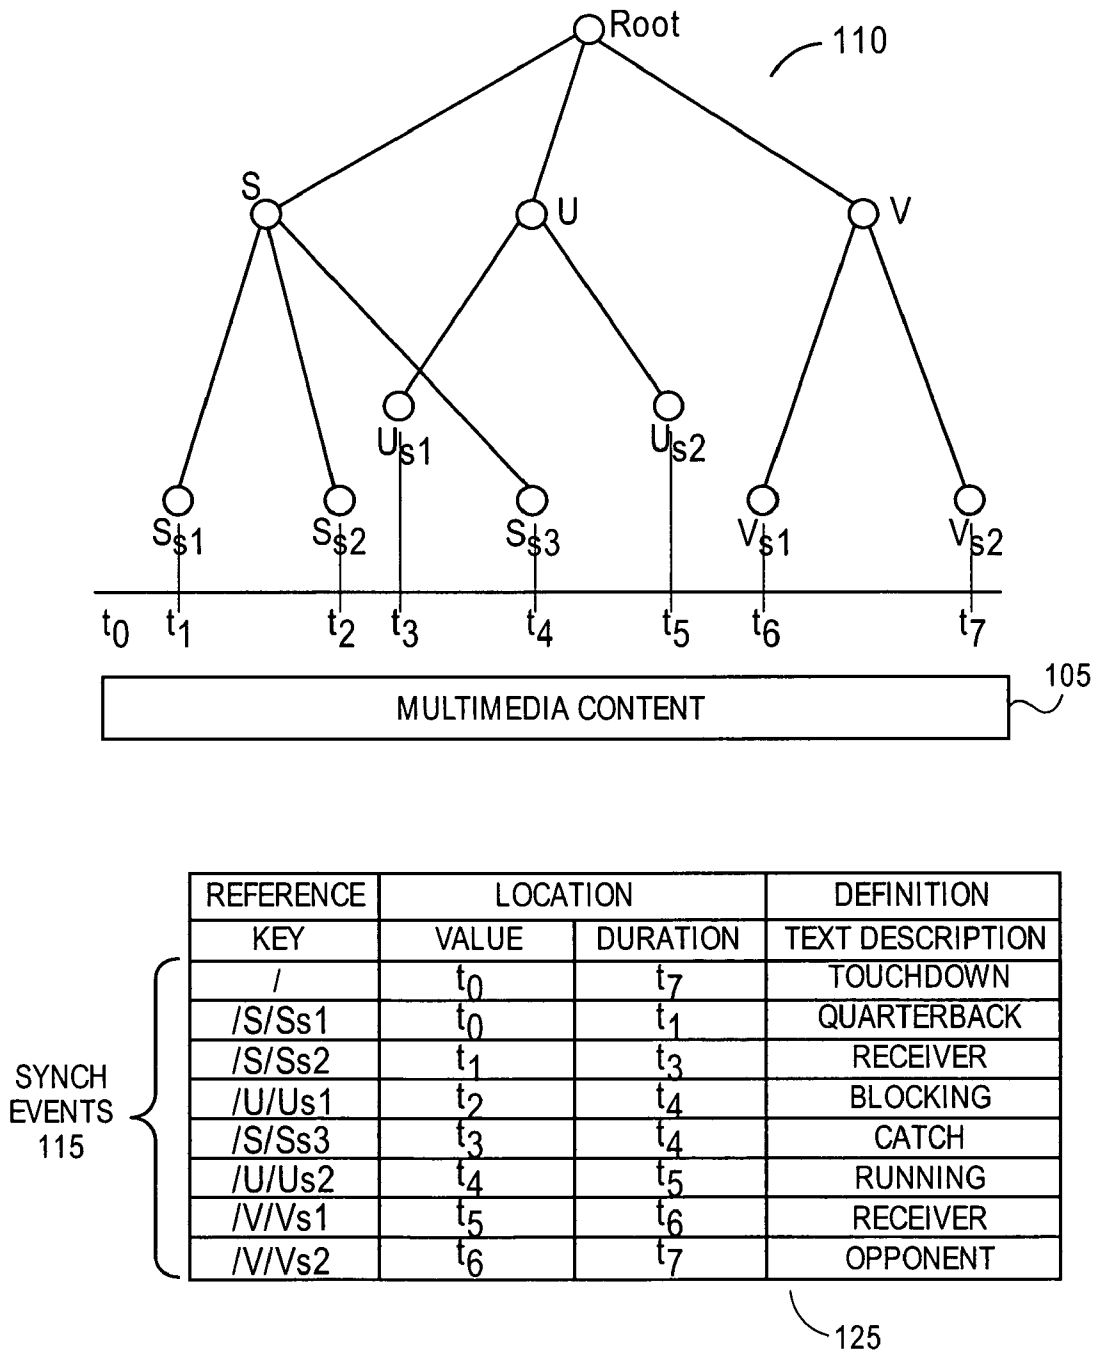 Root
110
S
U
V
Us1
Us2
Ss1
Ss2
Ss3
Vs1
Vs2
t0 t1 t2 t3 t4 t5 t6 t7
MULTIMEDIA CONTENT
105
REFERENCE LOCATION DEFINITION
KEY VALUE DURATION TEXT DESCRIPTION
/ t0 t7 TOUCHDOWN
/S/Ss1 t0 t1 QUARTERBACK
/S/Ss2 t1 t3 RECEIVER
/U/Us1 t2 t4 BLOCKING
/S/Ss3 t3 t4 CATCH
/U/Us2 t4 t5 RUNNING
/V/Vs1 t5 t6 RECEIVER
/V/Vs2 t6 t7 OPPONENT
SYNCH
EVENTS
115
125